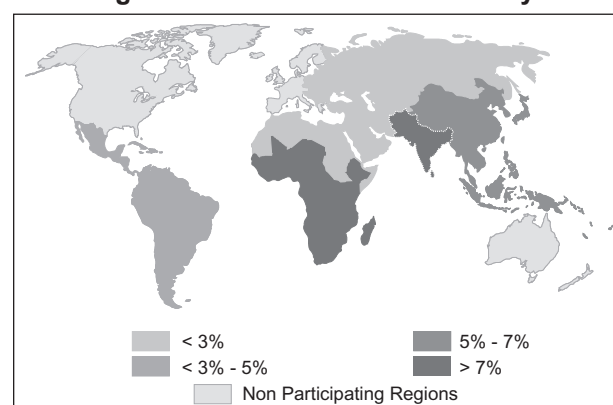 < 3%
< 3% - 5%
5% - 7%
> 7%
Non Participating Regions